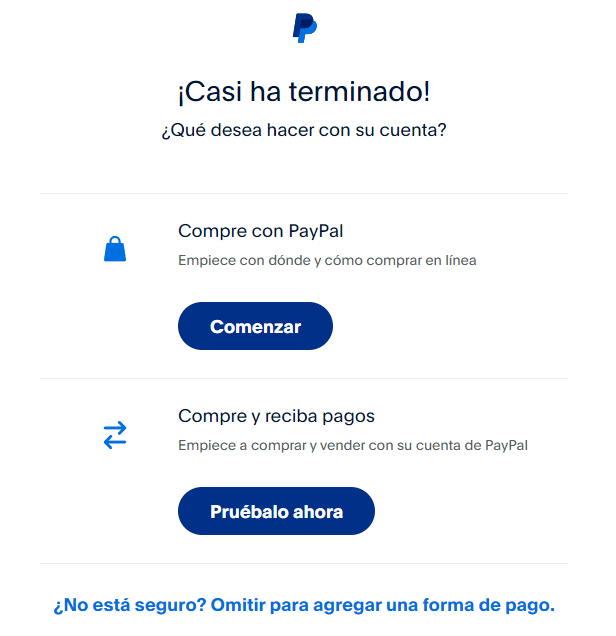 ¡Casi ha terminado!
¿Qué desea hacer con su cuenta?
Compre con PayPal
Empiece con dónde y cómo comprar en línea
Comenzar
Compre y reciba pagos
Empiece a comprar y vender con su cuenta de PayPal
Pruébalo ahora
¿No está seguro? Omitir para agregar una forma de pago.